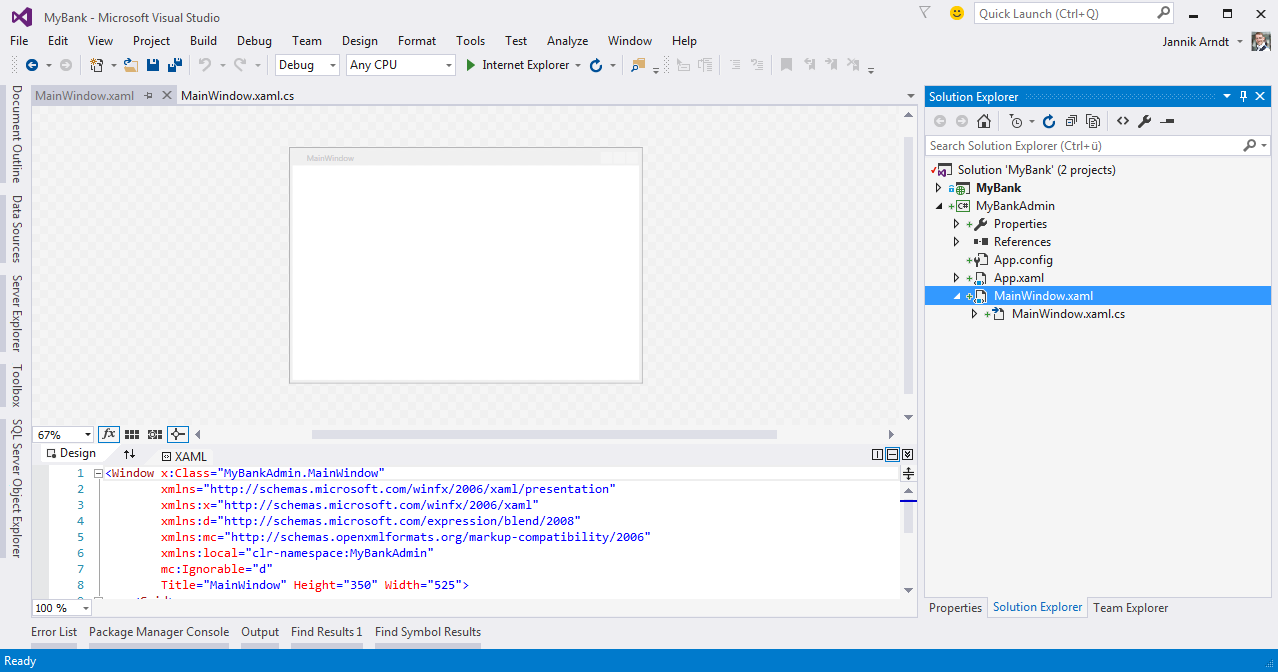 MyBank - Microsoft Visual Studio
Quick Launch (Ctrl+Q)
File Edit View Project Build Debug Team Design Format Tools Test Analyze Window Help
Jannik Arndt
Debug Any CPU Internet Explorer
Document Outline
Data Sources
Server Explorer
Toolbox
SQL Server Object Explorer
MainWindow.xaml MainWindow.xaml.cs
MainWindow
67% fx
Design XAML
1 <Window x:Class="MyBankAdmin.MainWindow"
2 xmlns="http://schemas.microsoft.com/winfx/2006/xaml/presentation"
3 xmlns:x="http://schemas.microsoft.com/winfx/2006/xaml"
4 xmlns:d="http://schemas.microsoft.com/expression/blend/2008"
5 xmlns:mc="http://schemas.openxmlformats.org/markup-compatibility/2006"
6 xmlns:local="clr-namespace:MyBankAdmin"
7 mc:Ignorable="d"
8 Title="MainWindow" Height="350" Width="525">
100 %
Solution Explorer
Search Solution Explorer (Ctrl+ü)
Solution 'MyBank' (2 projects)
MyBank
C# MyBankAdmin
Properties
References
App.config
App.xaml
MainWindow.xaml
MainWindow.xaml.cs
Properties Solution Explorer Team Explorer
Error List Package Manager Console Output Find Results 1 Find Symbol Results
Ready